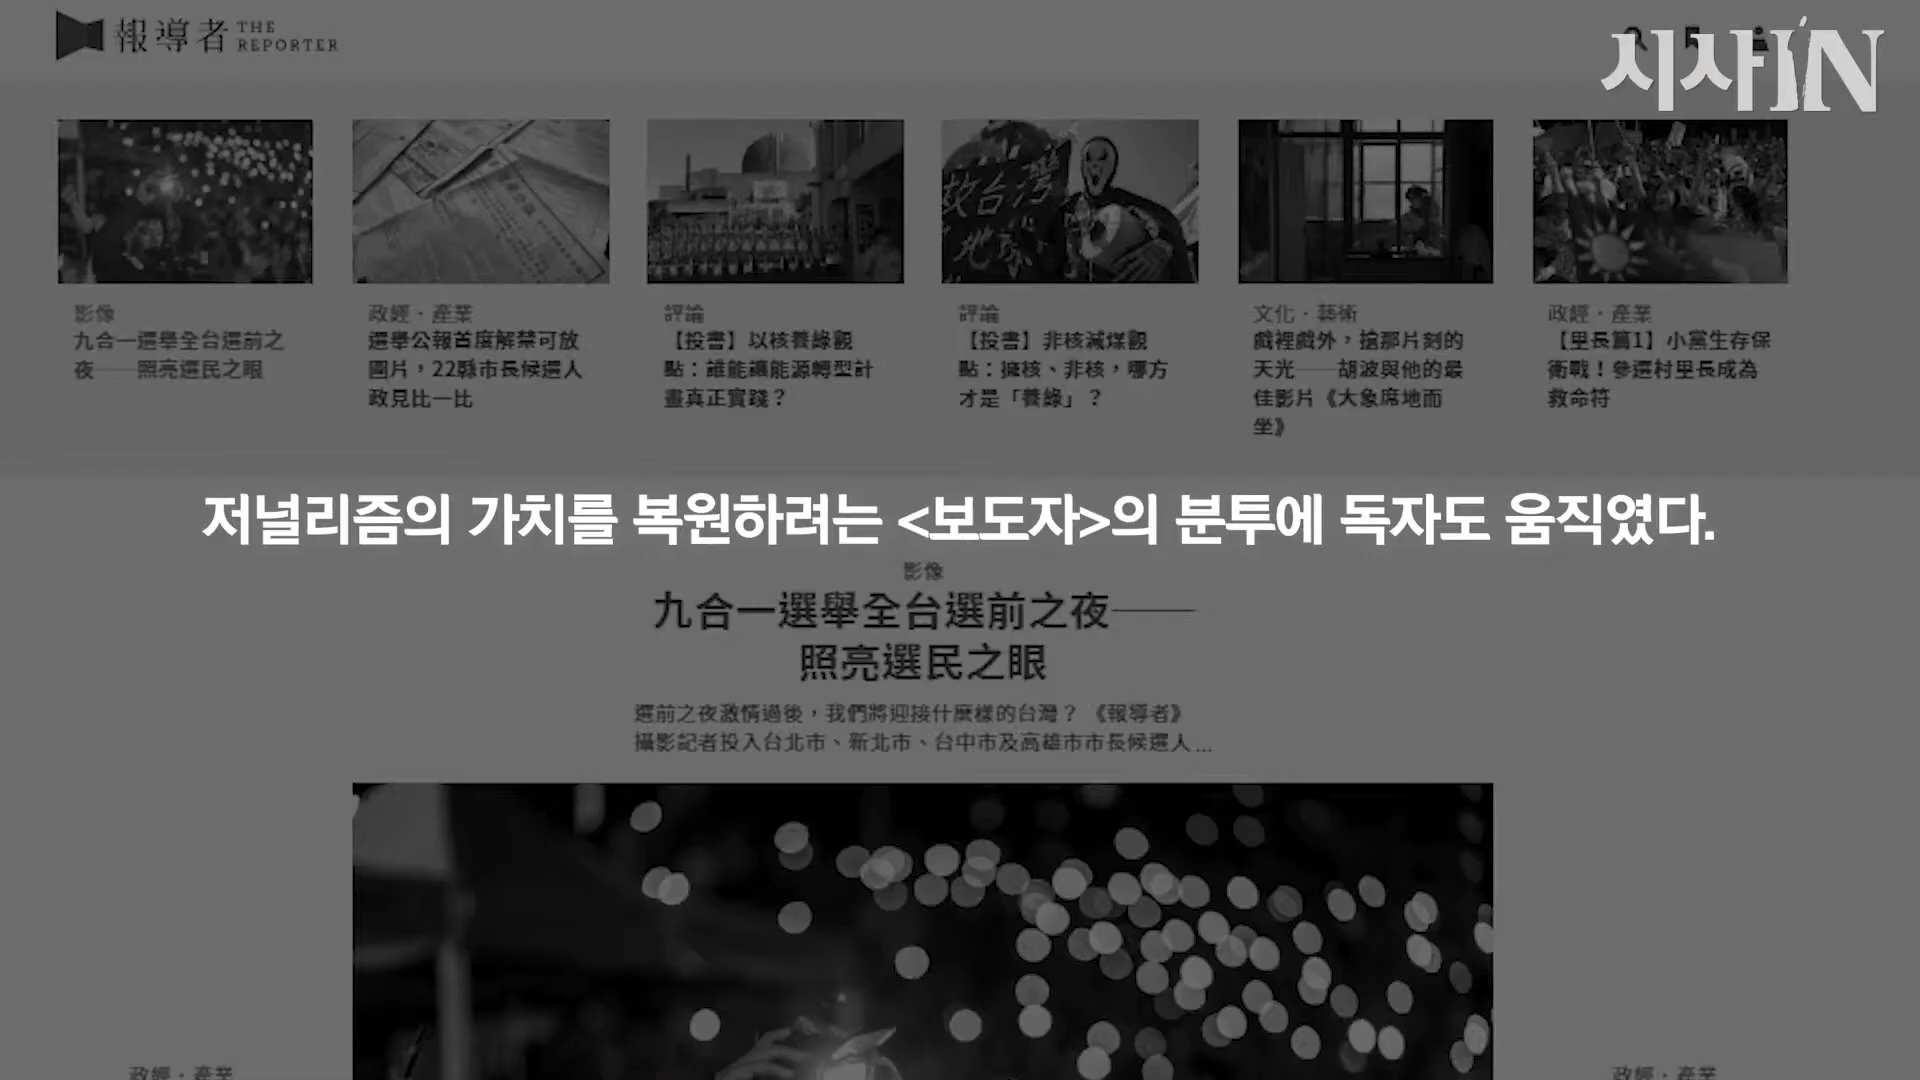 報導者 THE REPORTER
시사IN
救台灣
影像
九合一選舉全台選前之
夜——照亮選民之眼
政經．產業
選舉公報首度解禁可放
圖片，22縣市長候選人
政見比一比
評論
【投書】以核養綠觀
點：誰能讓能源轉型計
畫真正實踐？
評論
【投書】非核減煤觀
點：擁核、非核，哪方
才是「養綠」？
文化．藝術
戲裡戲外，搶那片刻的
天光——胡波與他的最
佳影片《大象席地而
坐》
政經．產業
【里長篇1】小黨生存保
衛戰！參選村里長成為
救命符
저널리즘의 가치를 복원하려는 <보도자>의 분투에 독자도 움직였다.
影像
九合一選舉全台選前之夜——
照亮選民之眼
選前之夜激情過後，我們將迎接什麼樣的台灣？《報導者》
攝影記者投入台北市、新北市、台中市及高雄市市長候選人...
政經．產業
政經．產業